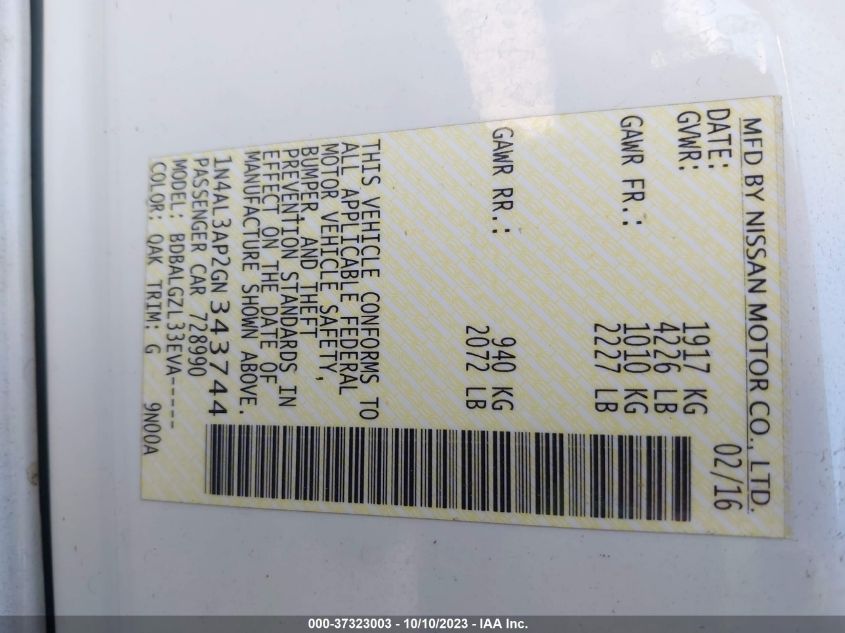 MFD BY NISSAN MOTOR CO., LTD.
DATE: 02/16
GVWR: 1917 KG
4226 LB
GAWR FR.: 1010 KG
2227 LB
GAWR RR.: 940 KG
2072 LB
THIS VEHICLE CONFORMS TO
ALL APPLICABLE FEDERAL
MOTOR VEHICLE SAFETY,
BUMPER, AND THEFT
PREVENTION STANDARDS IN
EFFECT ON THE DATE OF
MANUFACTURE SHOWN ABOVE.
1N4AL3AP2GN343744
PASSENGER CAR 728990
MODEL: BDBALGZL33EVA-----
COLOR: QAK TRIM: G 9N00A
000-37323003 - 10/10/2023 - IAA Inc.